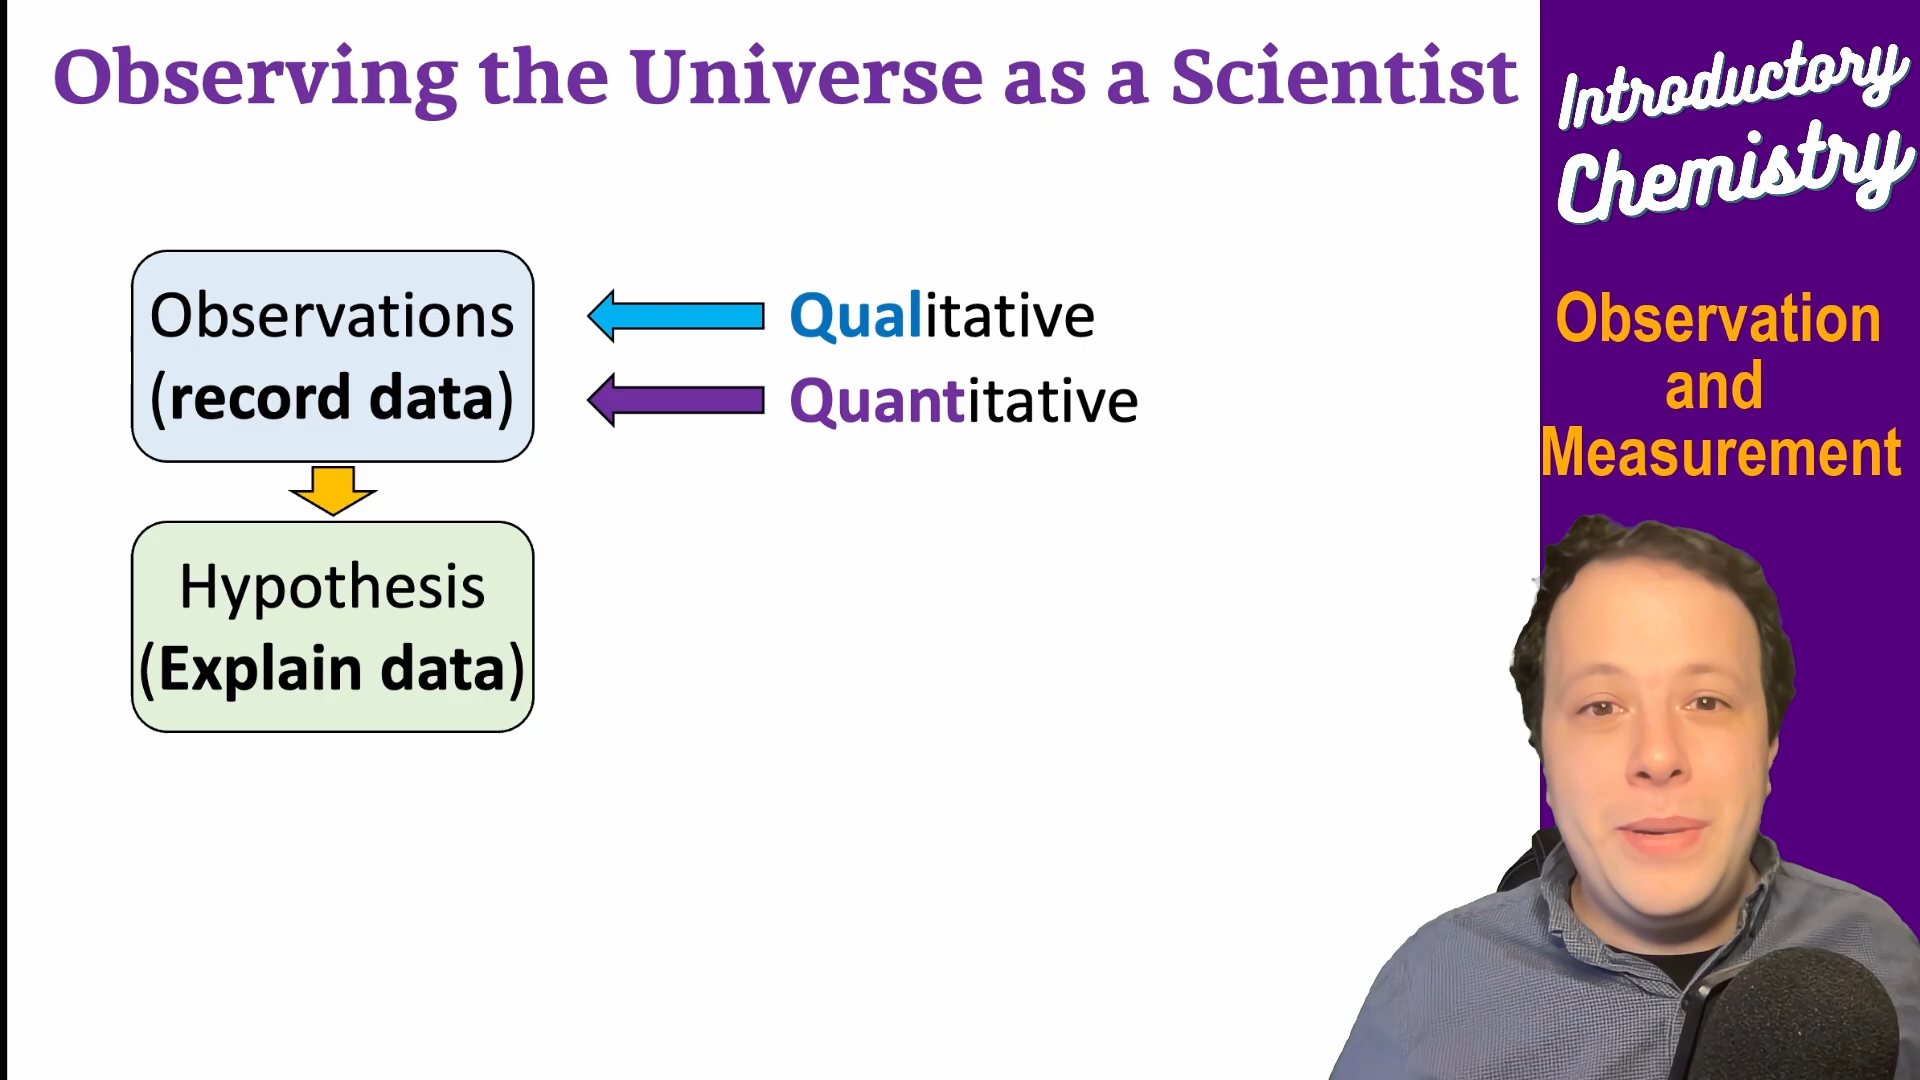 Observing the Universe as a Scientist
Observations
(record data)
Qualitative
Quantitative
Hypothesis
(Explain data)
Introductory
Chemistry
Observation
and
Measurement